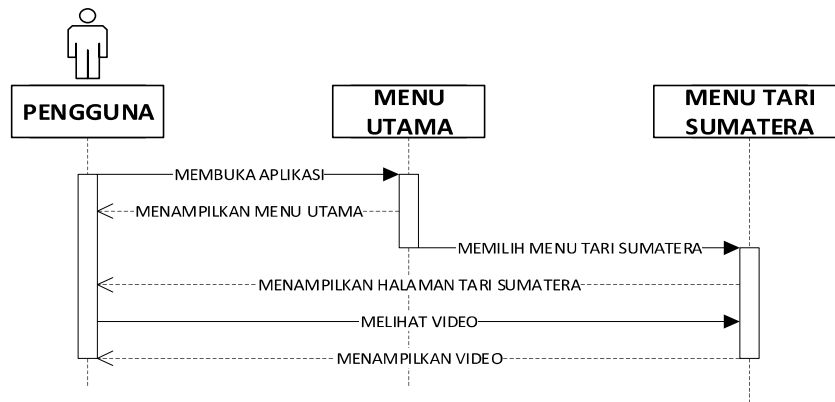 PENGGUNA
MENU
UTAMA
MENU TARI
SUMATERA
MEMBUKA APLIKASI
MENAMPILKAN MENU UTAMA
MEMILIH MENU TARI SUMATERA
MENAMPILKAN HALAMAN TARI SUMATERA
MELIHAT VIDEO
MENAMPILKAN VIDEO